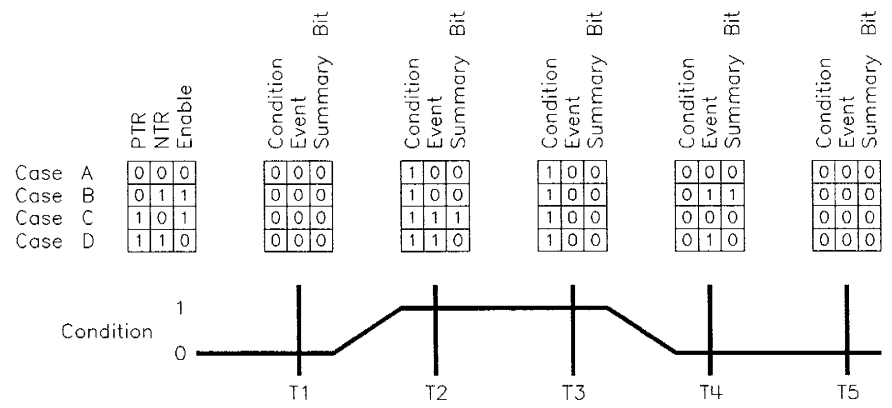 PTR NTR Enable Condition Event Summary Bit Condition Event Summary Bit Condition Event Summary Bit Condition Event Summary Bit Condition Event Summary Bit
Case A 0 0 0 0 0 0 1 0 0 1 0 0 0 0 0 0 0 0
Case B 0 1 1 0 0 0 1 0 0 1 0 0 0 1 1 0 0 0
Case C 1 0 1 0 0 0 1 1 1 1 0 0 0 0 0 0 0 0
Case D 1 1 0 0 0 0 1 1 0 1 0 0 0 1 0 0 0 0
1
Condition
0
T1 T2 T3 T4 T5